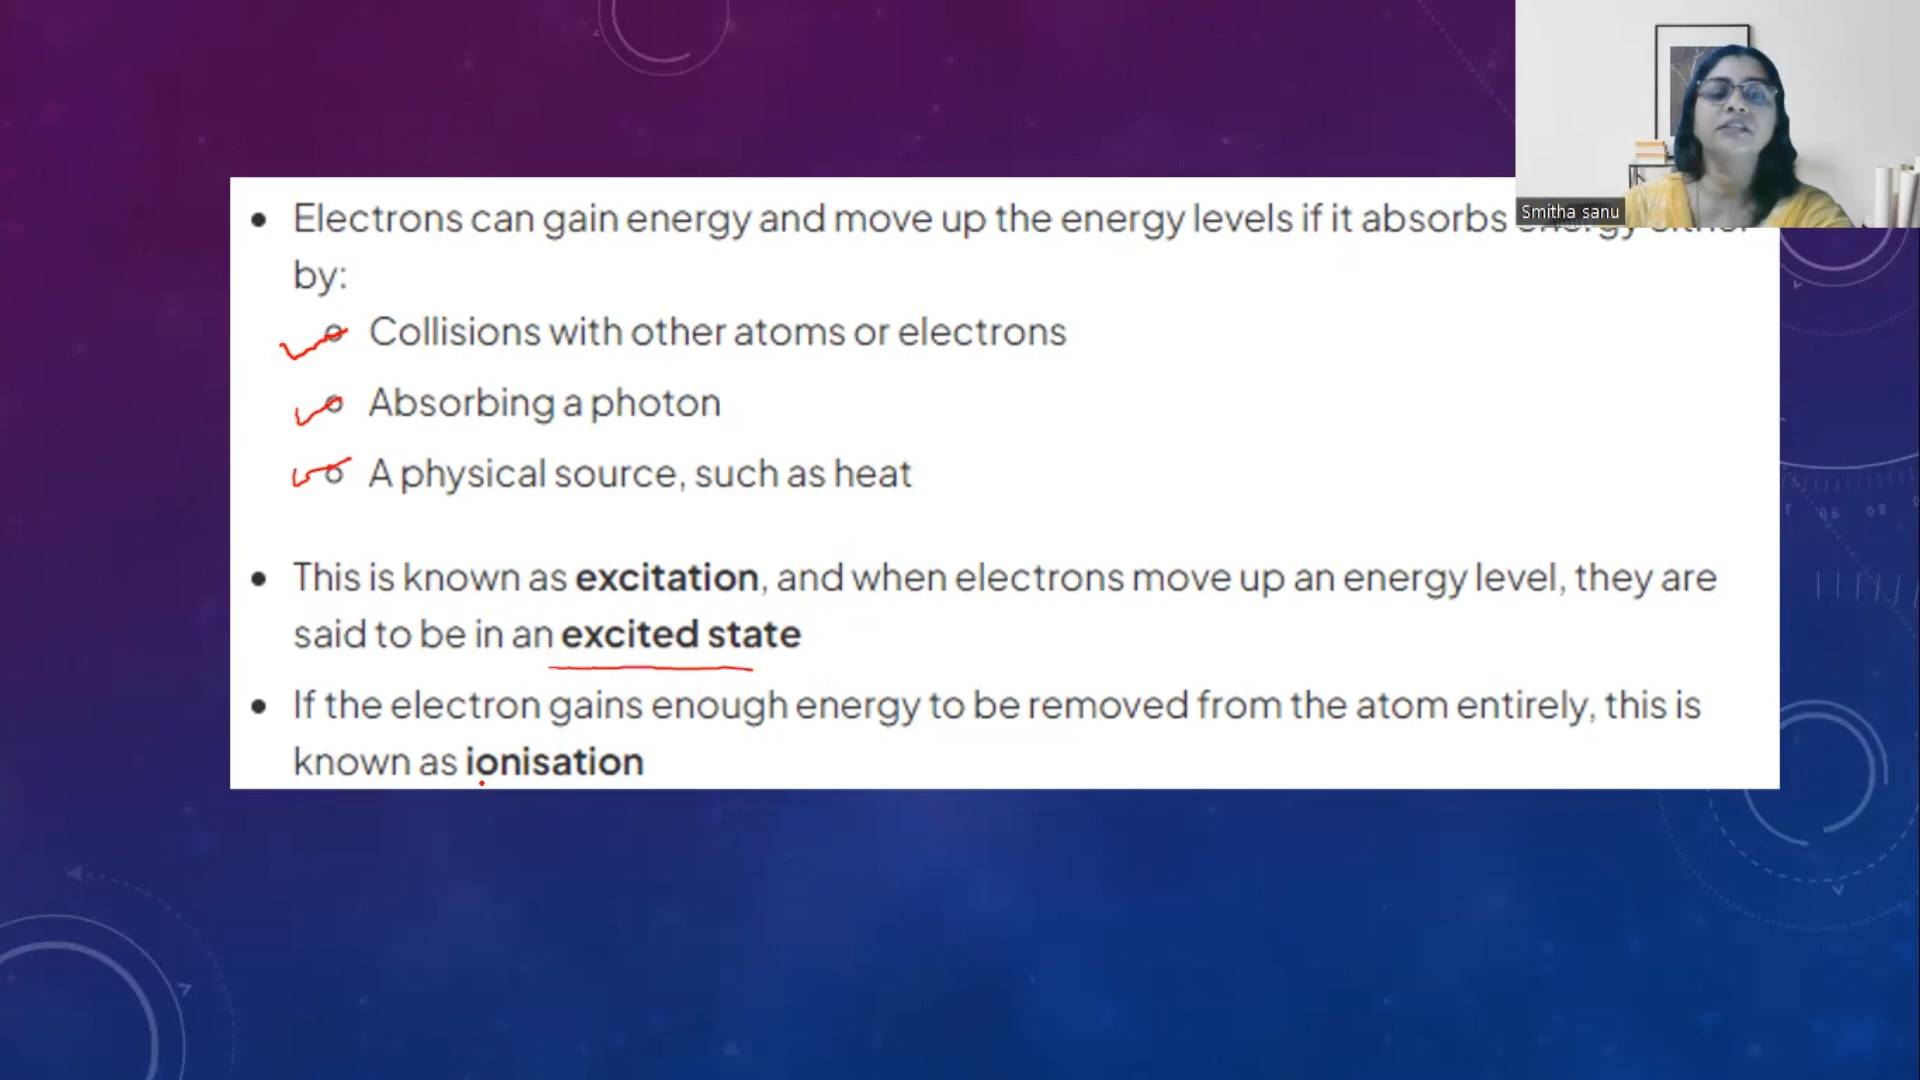 Electrons can gain energy and move up the energy levels if it absorbs
by:
Collisions with other atoms or electrons
Absorbing a photon
A physical source, such as heat
This is known as excitation, and when electrons move up an energy level, they are
said to be in an excited state
If the electron gains enough energy to be removed from the atom entirely, this is
known as ionisation
Smitha sanu